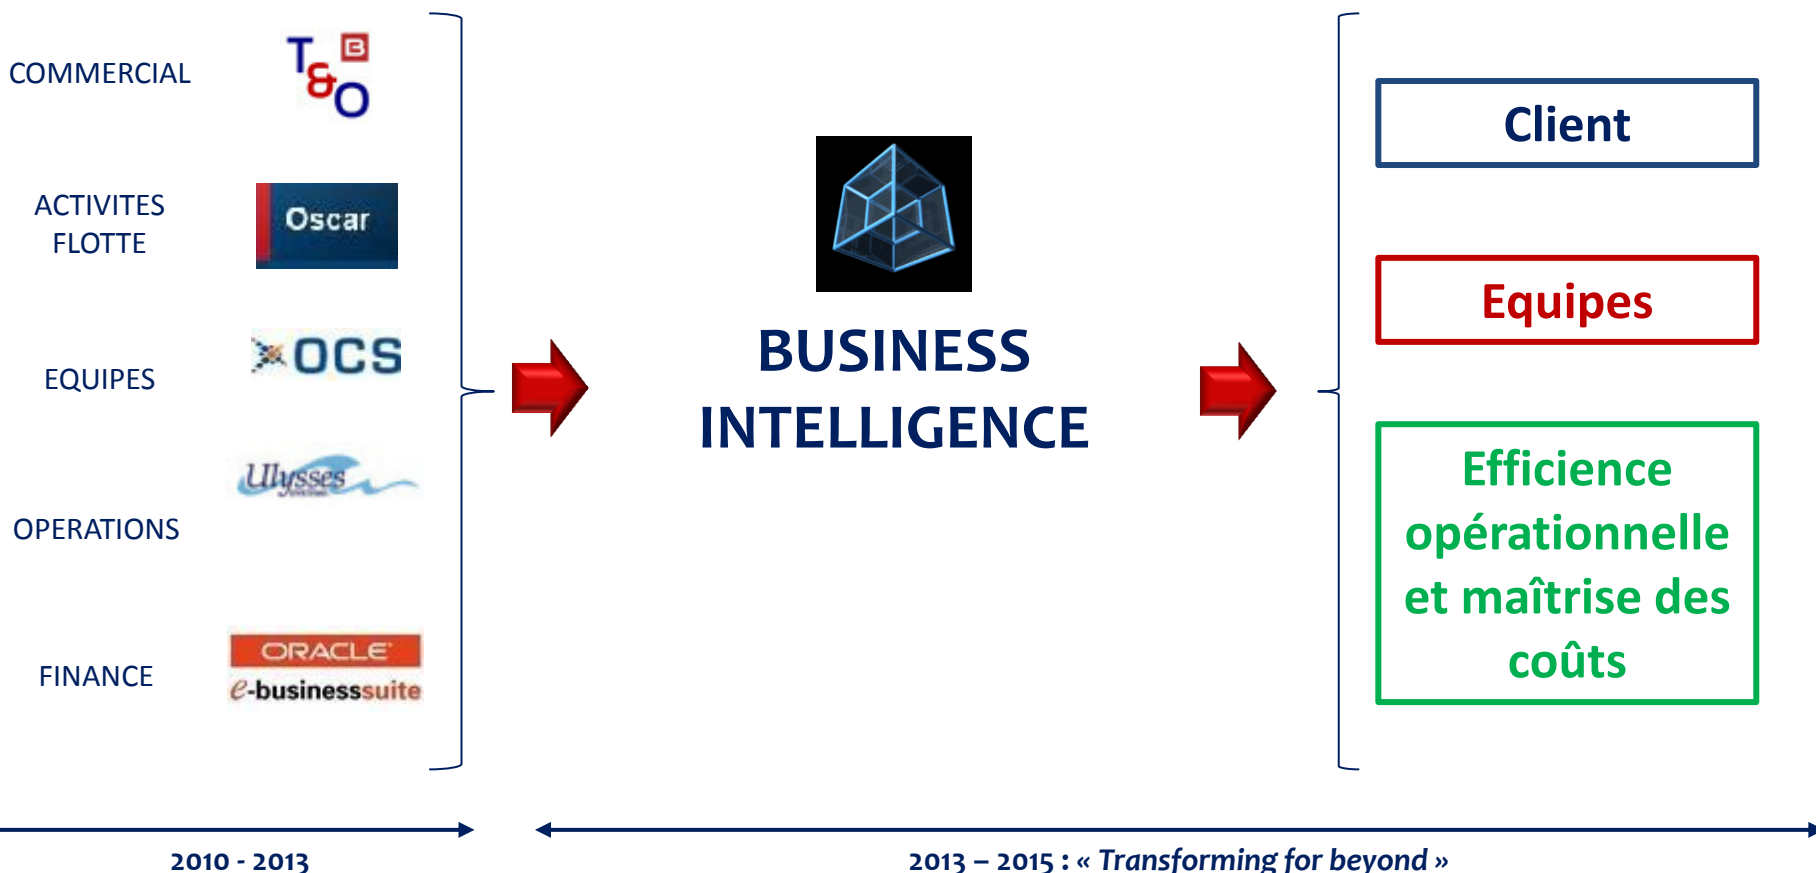 COMMERCIAL
T&O
B
ACTIVITES
FLOTTE
Oscar
EQUIPES
OCS
Ulysses
OPERATIONS
FINANCE
ORACLE
e-businesssuite
BUSINESS
INTELLIGENCE
Client
Equipes
Efficience
opérationnelle
et maîtrise des
coûts
2010 - 2013
2013 – 2015 : « Transforming for beyond »